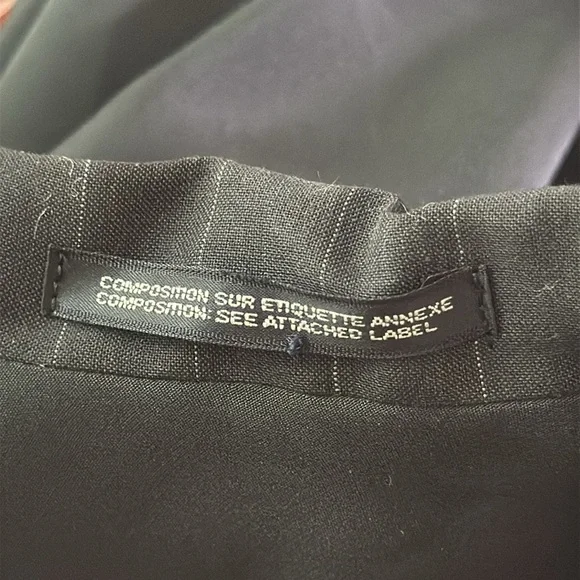 COMPOSITION SUR ETIQUETTE ANNEXE
COMPOSITION: SEE ATTACHED LABEL